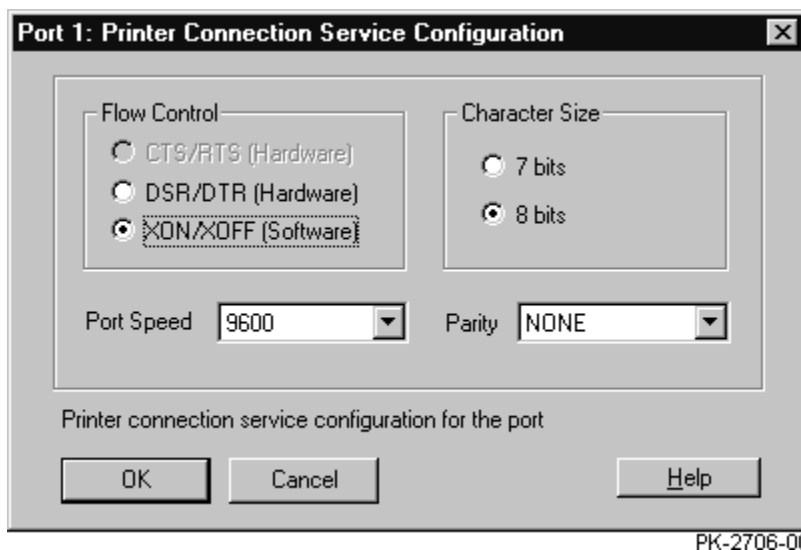 Port 1: Printer Connection Service Configuration
Flow Control
CTS/RTS (Hardware)
DSR/DTR (Hardware)
XON/XOFF (Software)
Character Size
7 bits
8 bits
Port Speed 9600
Parity NONE
Printer connection service configuration for the port
OK Cancel Help